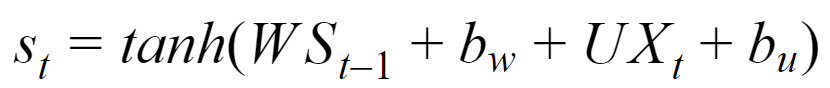 s_t = tanh(WS_{t–1} + b_w + UX_t + b_u)